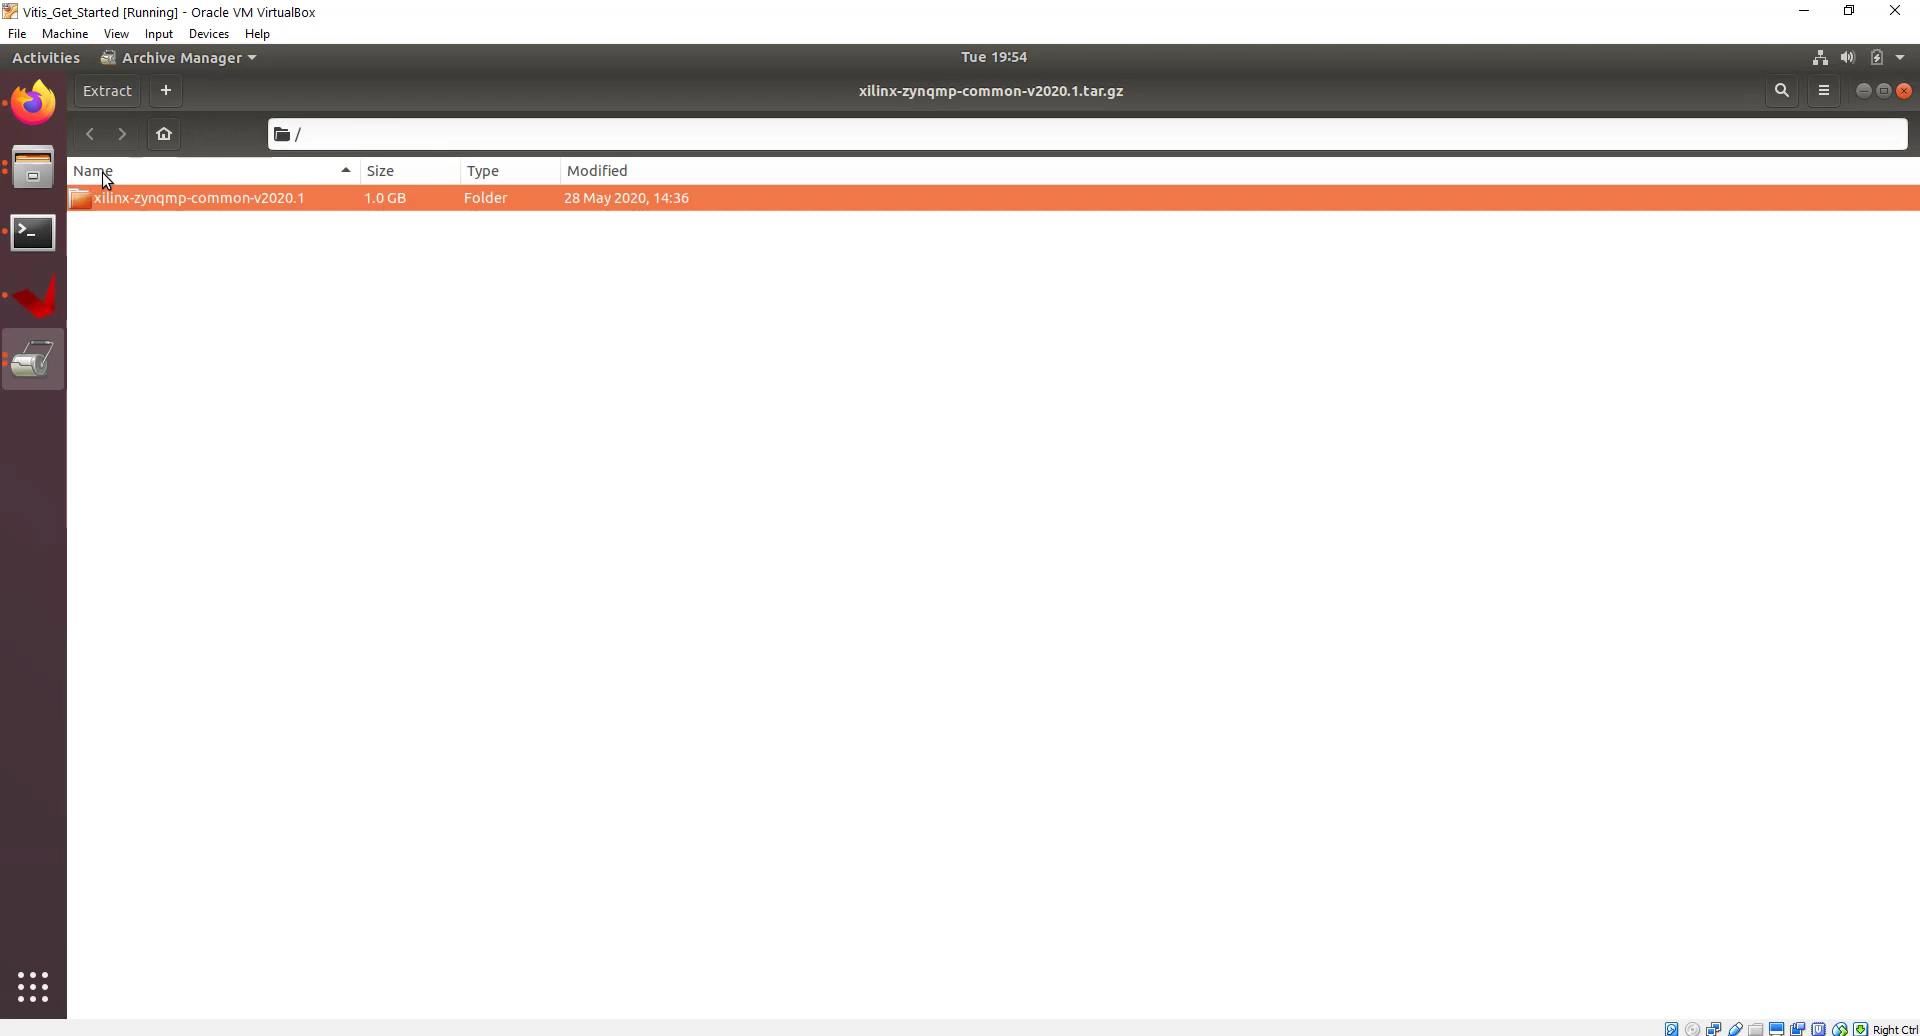 Vitis_Get_Started [Running] - Oracle VM VirtualBox
File Machine View Input Devices Help
Activities Archive Manager Tue 19:54
Extract + xilinx-zynqmp-common-v2020.1.tar.gz
/
Name Size Type Modified
xilinx-zynqmp-common-v2020.1 1.0 GB Folder 28 May 2020, 14:36
Right Ctrl